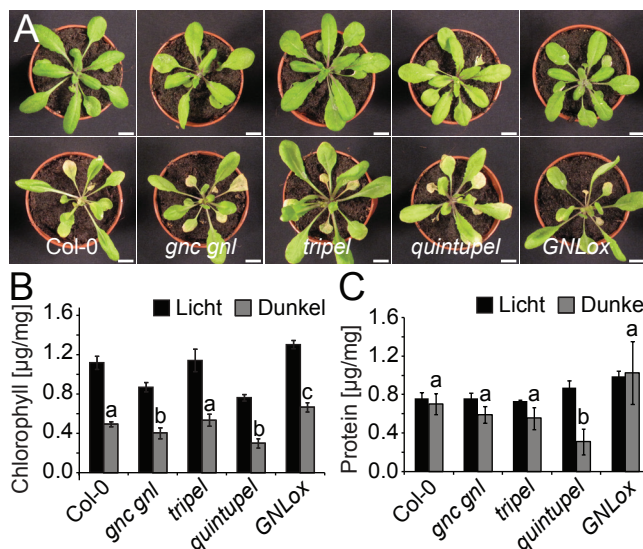 A
Col-0 gnc gnl tripel quintupel GNLox
B
Licht Dunkel
Chlorophyll [µg/mg]
1.6
1.2
0.8
0.4
0.0
a b a b c
Col-0 gnc gnl tripel quintupel GNLox
C
Licht Dunkel
Protein [µg/mg]
1.6
1.2
0.8
0.4
0.0
a a a b a
Col-0 gnc gnl tripel quintupel GNLox